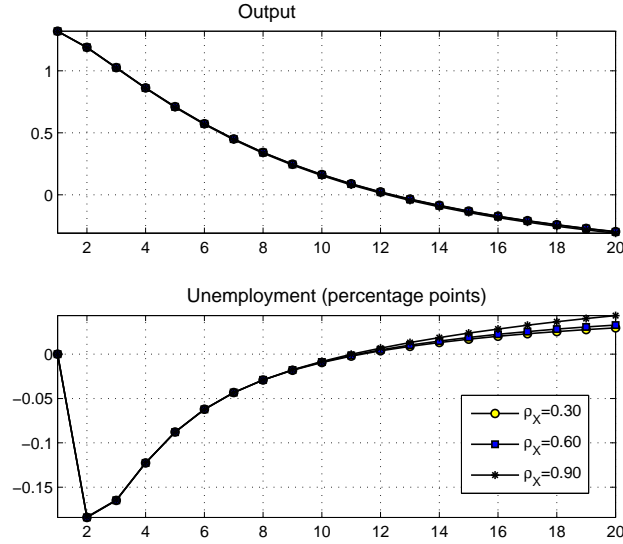 Output
1
0.5
0
2 4 6 8 10 12 14 16 18 20
Unemployment (percentage points)
0
−0.05
−0.1
−0.15
ρX=0.30
ρX=0.60
ρX=0.90
2 4 6 8 10 12 14 16 18 20